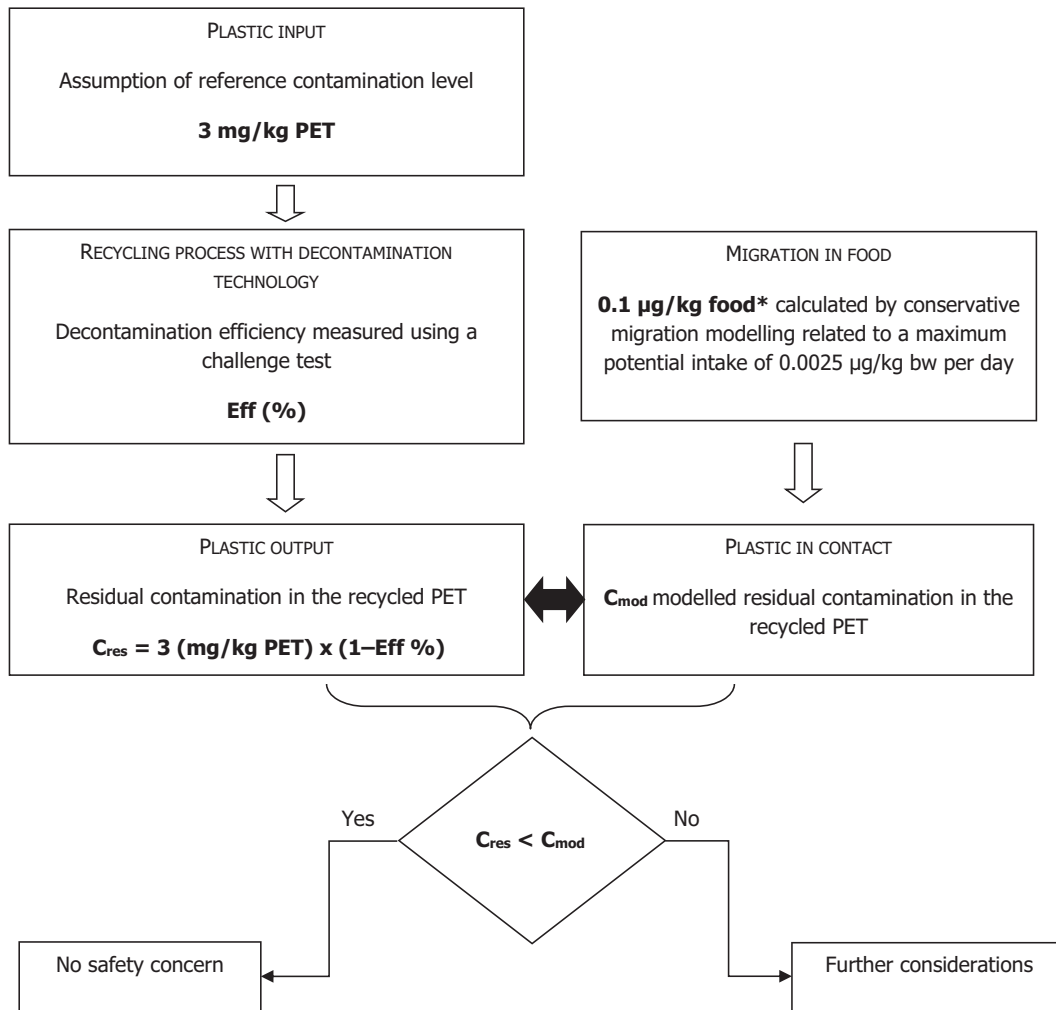 PLASTIC INPUT
Assumption of reference contamination level
3 mg/kg PET
RECYCLING PROCESS WITH DECONTAMINATION
TECHNOLOGY
Decontamination efficiency measured using a
challenge test
Eff (%)
MIGRATION IN FOOD
0.1 µg/kg food* calculated by conservative
migration modelling related to a maximum
potential intake of 0.0025 µg/kg bw per day
PLASTIC OUTPUT
Residual contamination in the recycled PET
Cres = 3 (mg/kg PET) x (1–Eff %)
PLASTIC IN CONTACT
Cmod modelled residual contamination in the
recycled PET
Yes
No
Cres < Cmod
No safety concern
Further considerations